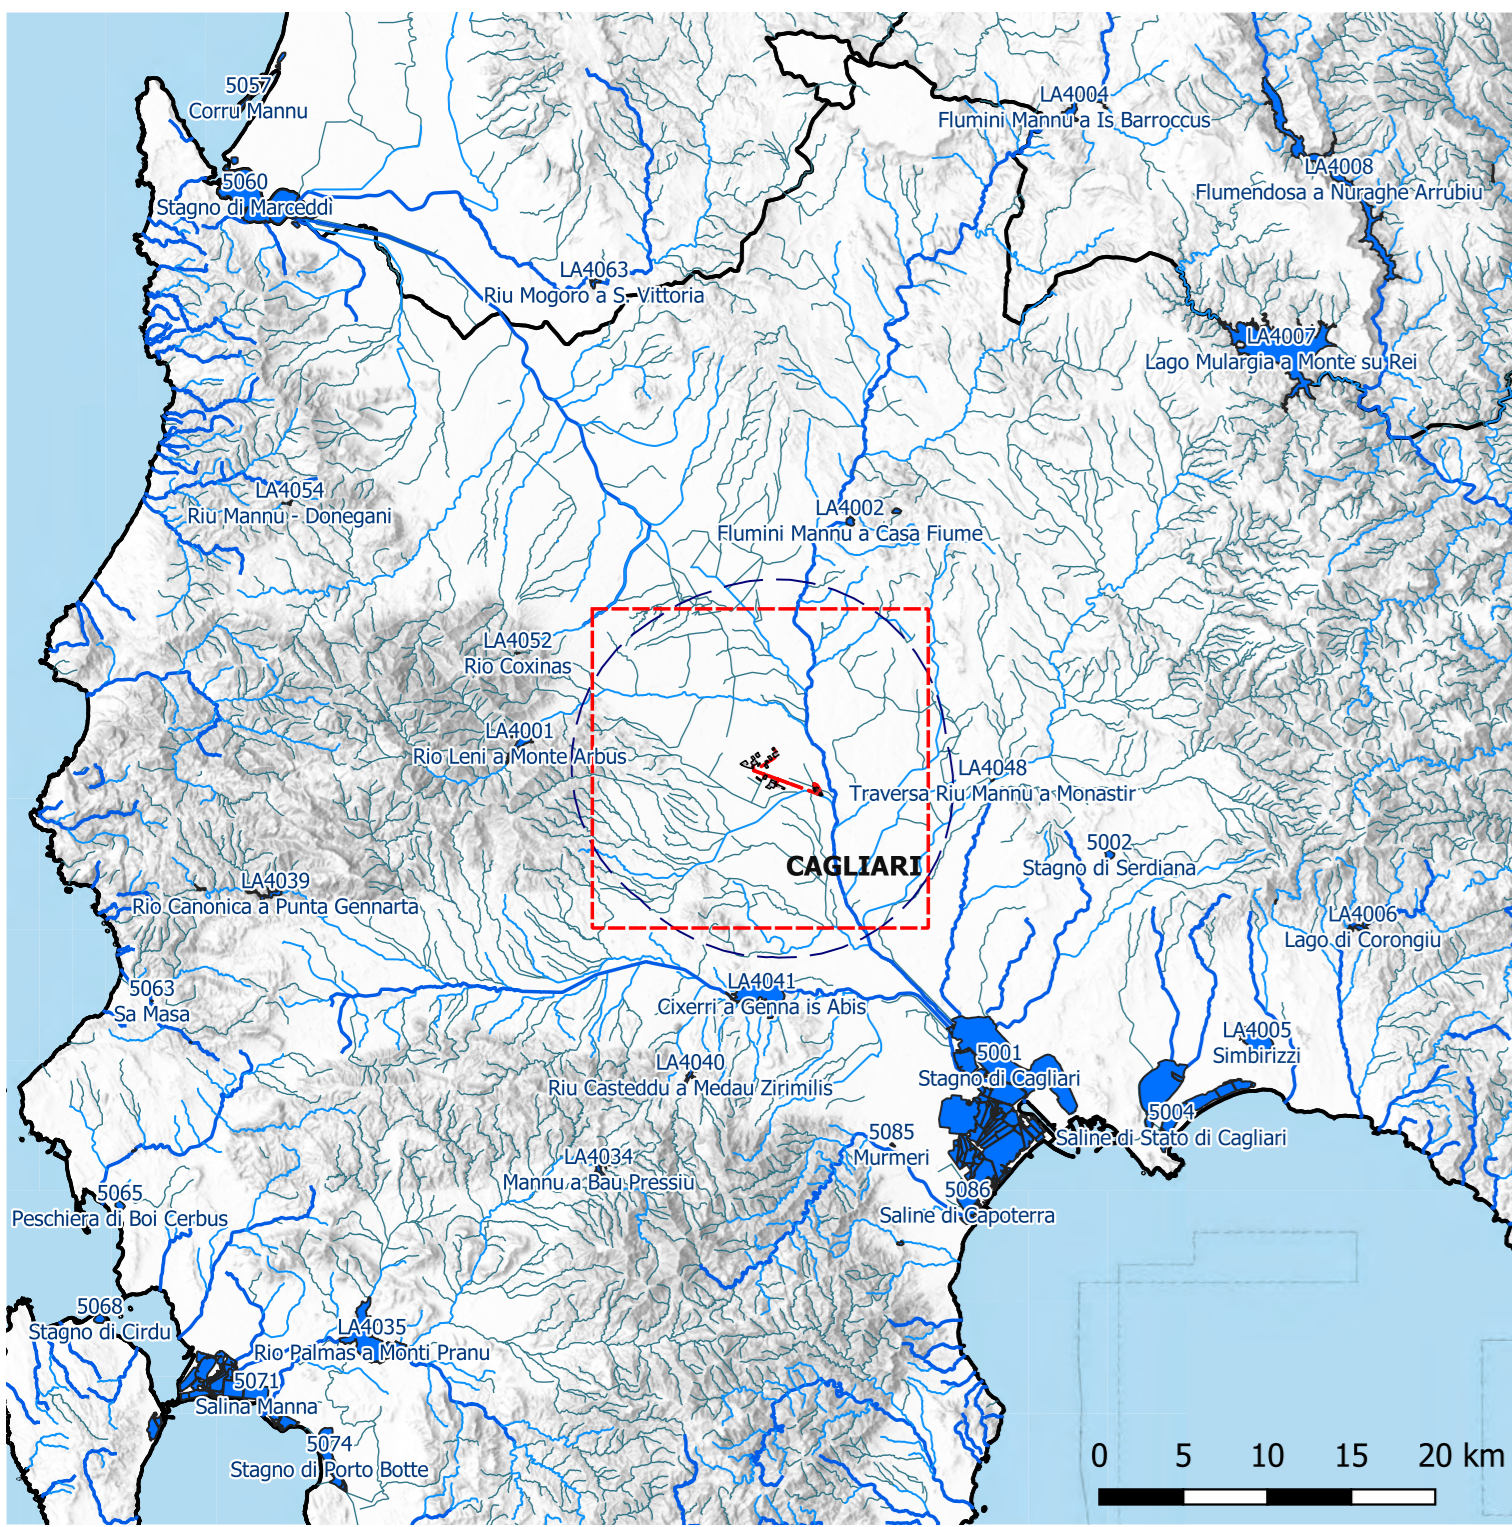 5057
Corru Mannu
LA4004
Flumini Mannu a Is Barroccus
5060
Stagno di Marceddì
LA4008
Flumendosa a Nuraghe Arrubiu
LA4063
Riu Mogoro a S. Vittoria
LA4007
Lago Mulargia a Monte su Rei
LA4054
Riu Mannu - Donegani
LA4002
Flumini Mannu a Casa Fiume
LA4052
Rio Coxinas
LA4001
Rio Leni a Monte Arbus
LA4048
Traversa Riu Mannu a Monastir
5002
Stagno di Serdiana
CAGLIARI
LA4039
Rio Canonica a Punta Gennarta
LA4006
Lago di Corongiu
5063
Sa Masa
LA4041
Cixerri a Genna is Abis
LA4005
Simbirizzi
5001
Stagno di Cagliari
LA4040
Riu Casteddu a Medau Zirimilis
5004
Saline di Stato di Cagliari
5085
Murmeri
LA4034
Mannu a Bau Pressiu
5086
Saline di Capoterra
5065
Peschiera di Boi Cerbus
5068
Stagno di Cirdu
LA4035
Rio Palmas a Monti Pranu
5071
Salina Manna
5074
Stagno di Porto Botte
0 5 10 15 20 km